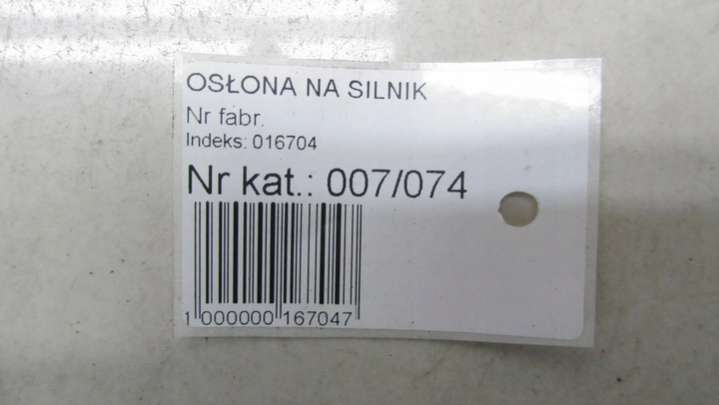 OSŁONA NA SILNIK
Nr fabr.
Indeks: 016704
Nr kat.: 007/074
1 000000 167047